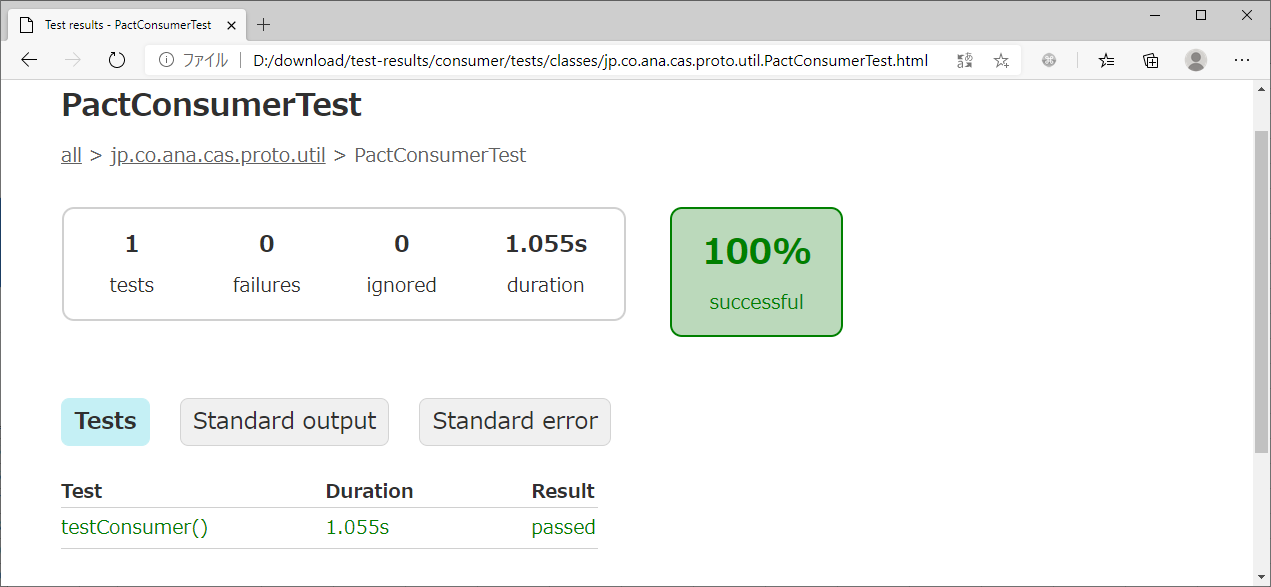 Test results - PactConsumerTest
ファイル D:/download/test-results/consumer/tests/classes/jp.co.ana.cas.proto.util.PactConsumerTest.html
PactConsumerTest
all > jp.co.ana.cas.proto.util > PactConsumerTest
1 0 0 1.055s
tests failures ignored duration
100%
successful
Tests Standard output Standard error
Test Duration Result
testConsumer() 1.055s passed